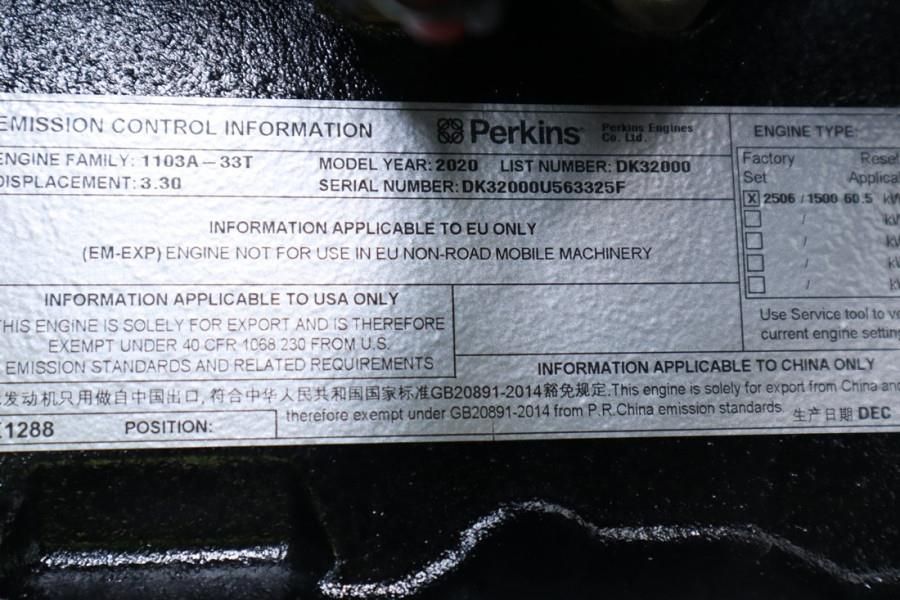 EMISSION CONTROL INFORMATION
Perkins
Perkins Engines
Co. Ltd.
ENGINE TYPE:
ENGINE FAMILY: 1103A-33T
MODEL YEAR: 2020 LIST NUMBER: DK32000
DISPLACEMENT: 3.30
SERIAL NUMBER: DK32000U563325F
Factory
Set
X 2506 / 1500 60.5
/
/
/
/
INFORMATION APPLICABLE TO EU ONLY
(EM-EXP) ENGINE NOT FOR USE IN EU NON-ROAD MOBILE MACHINERY
INFORMATION APPLICABLE TO USA ONLY
THIS ENGINE IS SOLELY FOR EXPORT AND IS THEREFORE
EXEMPT UNDER 40 CFR 1068 230 FROM U.S.
EMISSION STANDARDS AND RELATED REQUIREMENTS
Use Service tool to
current engine
INFORMATION APPLICABLE TO CHINA ONLY
发动机只用做自中国出口, 符合中华人民共和国国家标准GB20891-2014豁免规定.This engine is solely for export from China and
therefore exempt under GB20891-2014 from P.R.China emission standards
生产日期 DEC
1288 POSITION: